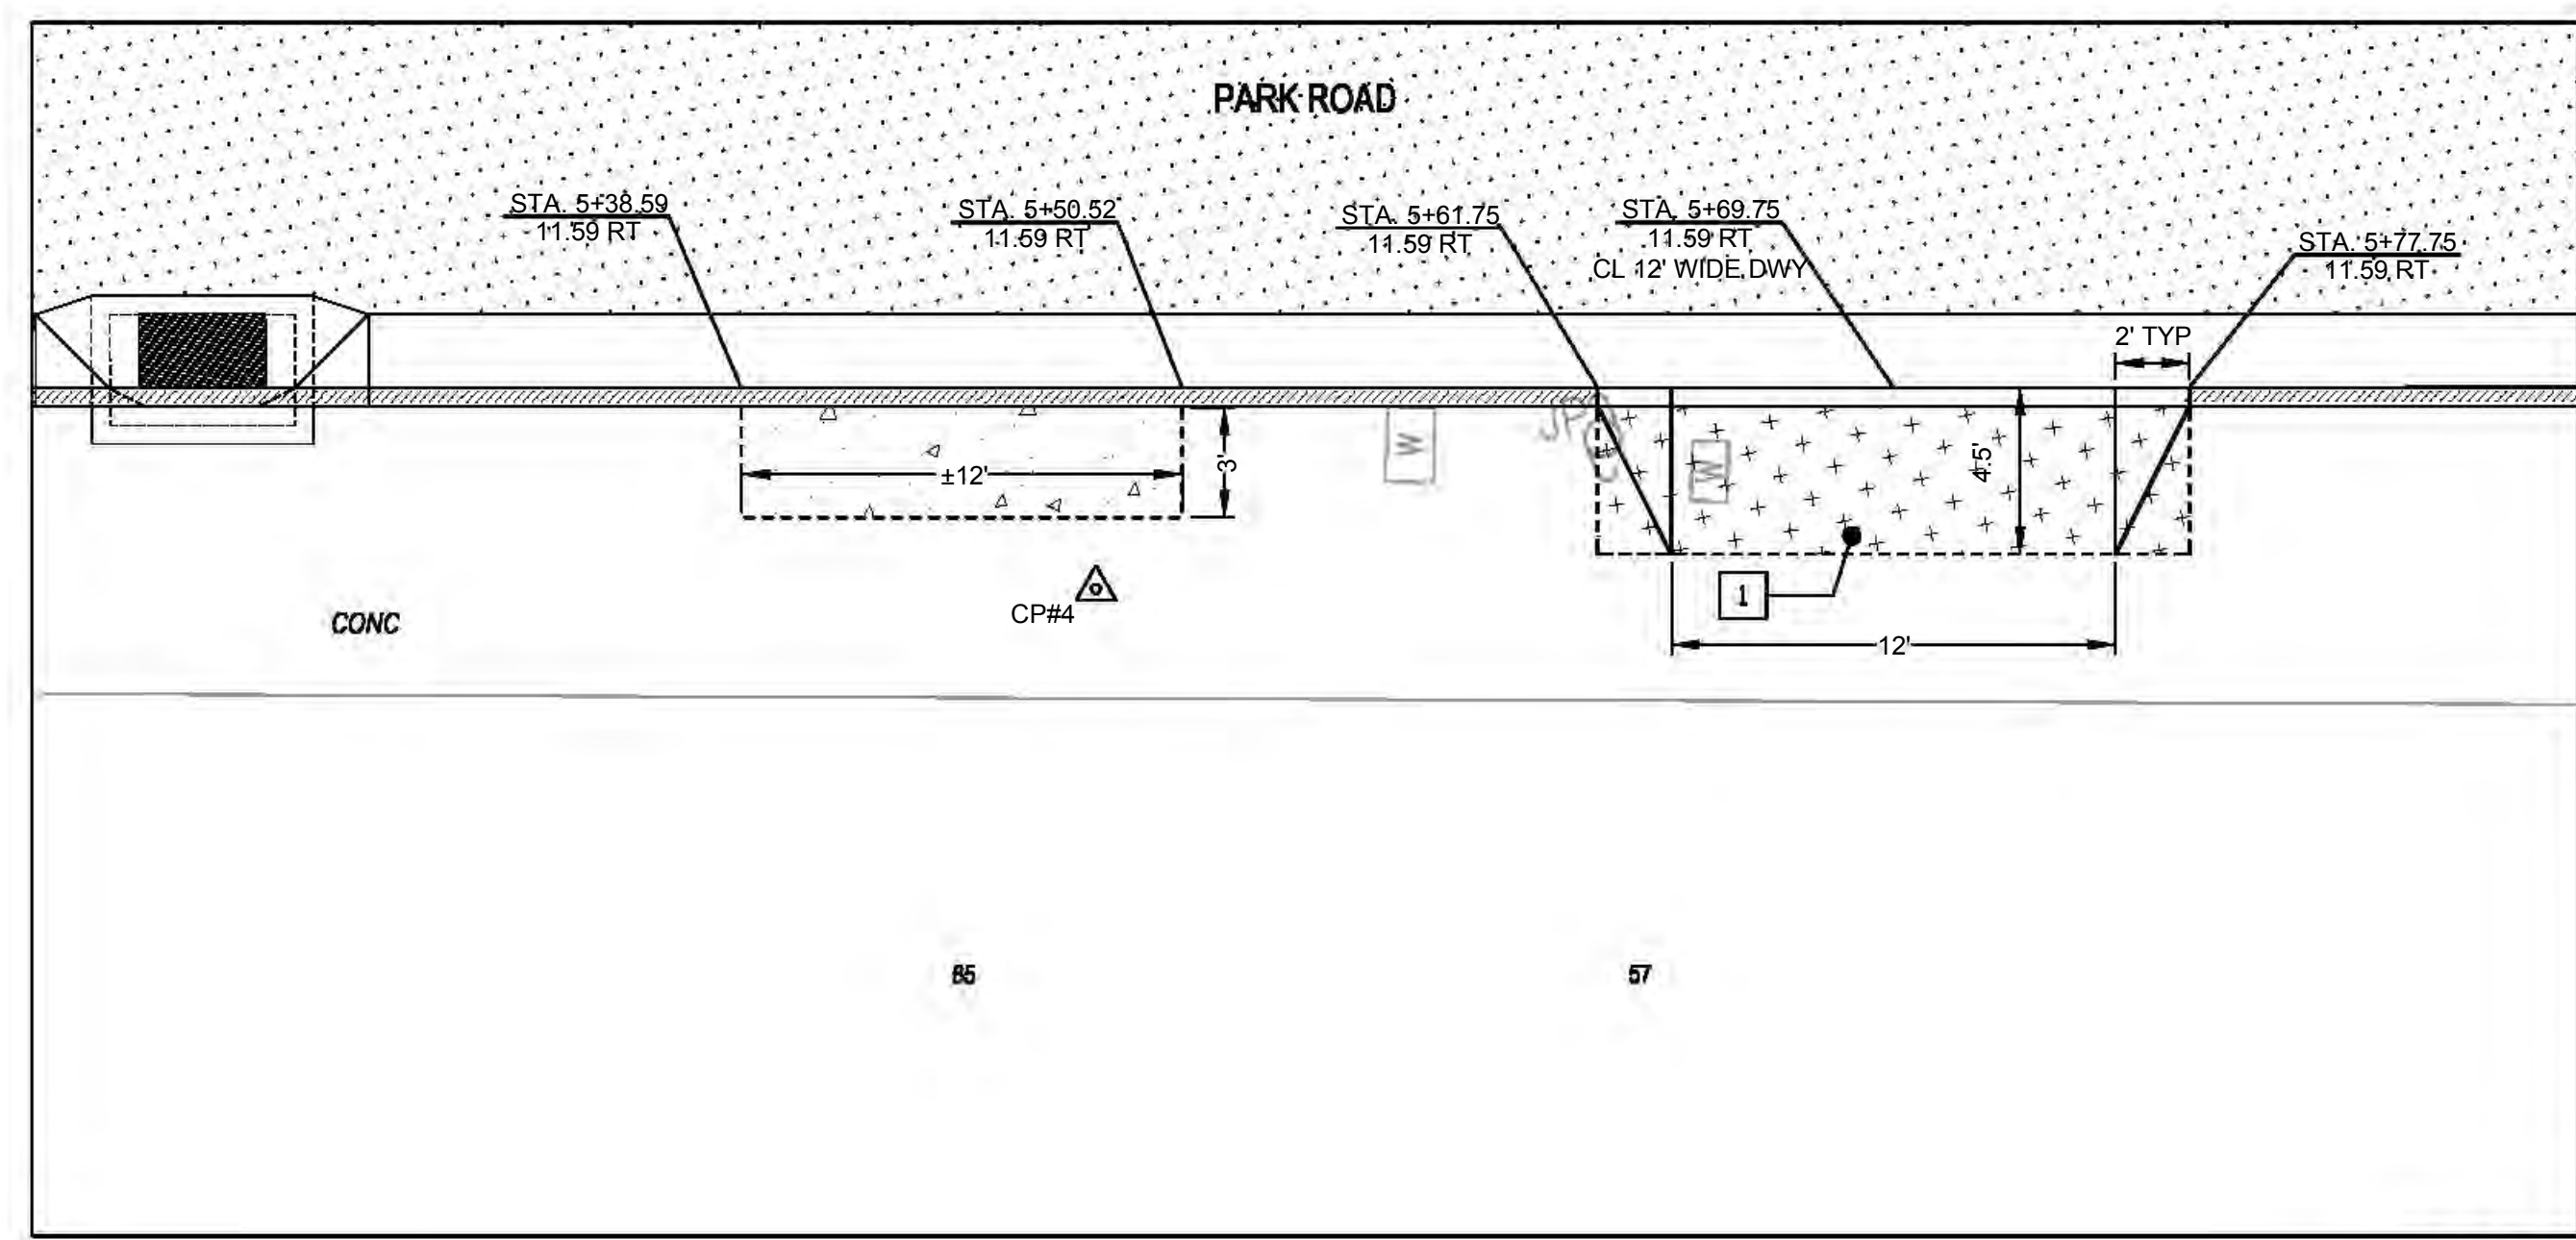 PARK ROAD
STA. 5+38.59
11.59 RT
STA. 5+50.52
11.59 RT
STA. 5+61.75
11.59 RT
STA. 5+69.75
11.59 RT
CL 12' WIDE DWY
STA. 5+77.75
11.59 RT
2' TYP
JP
W
W
±12'
3'
4.5'
1
CP#4
CONC
12'
57